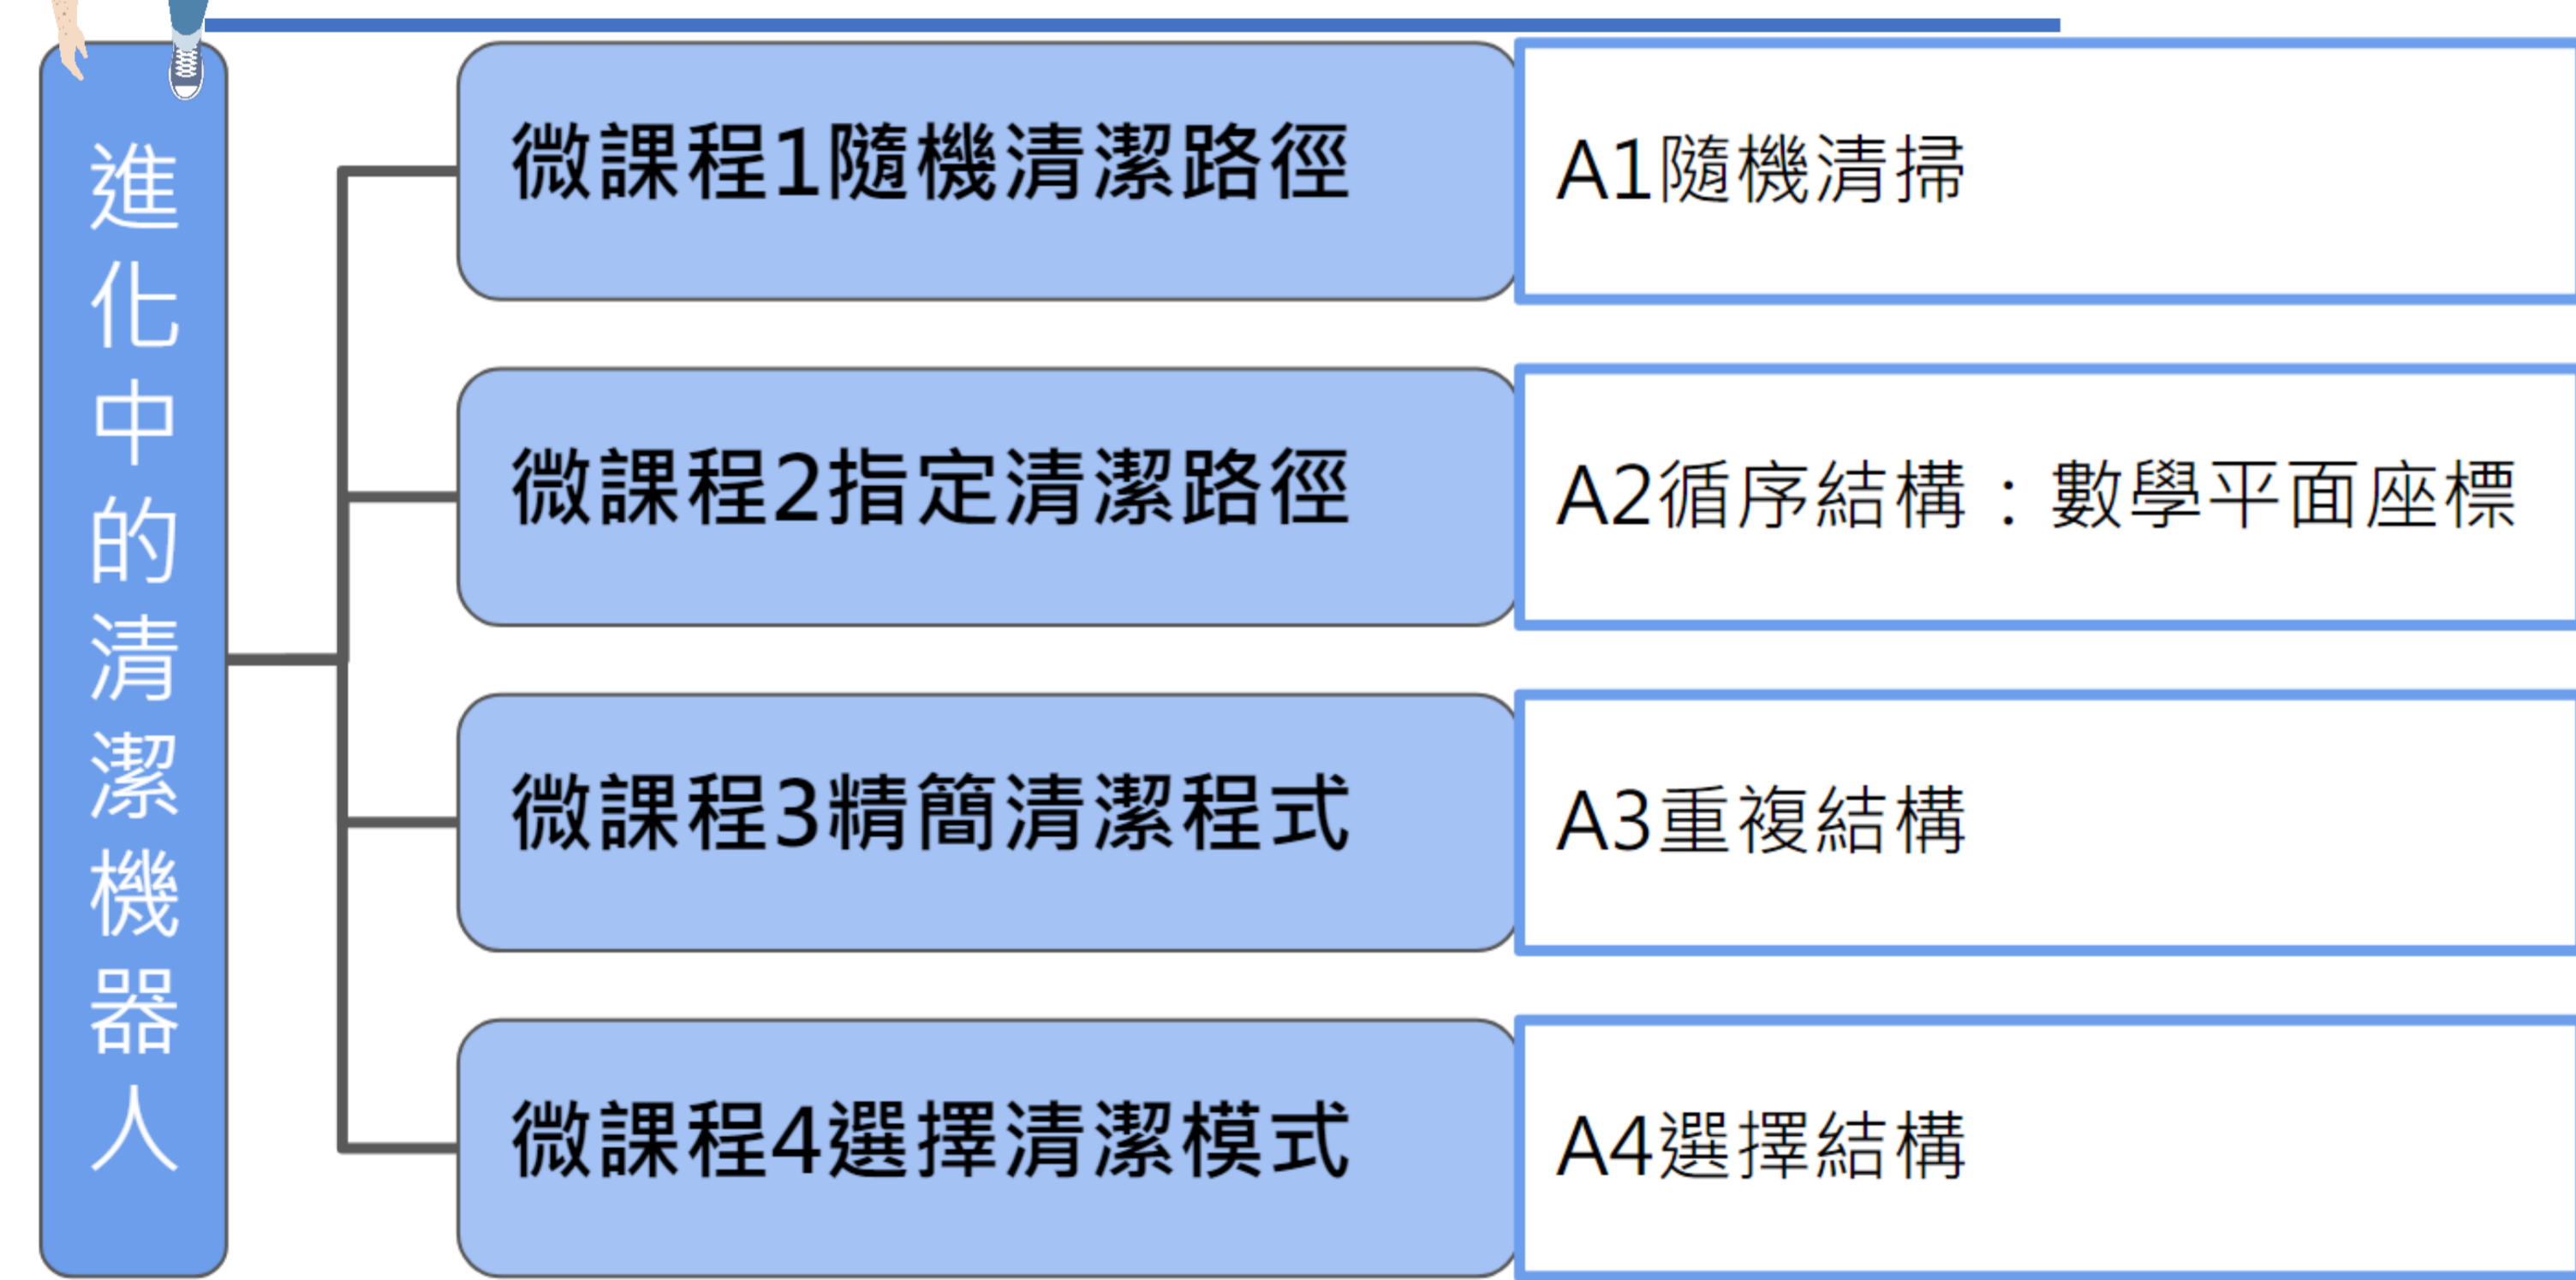 進化中的清潔機器人
微課程1隨機清潔路徑
A1隨機清掃
微課程2指定清潔路徑
A2循序結構：數學平面座標
微課程3精簡清潔程式
A3重複結構
微課程4選擇清潔模式
A4選擇結構